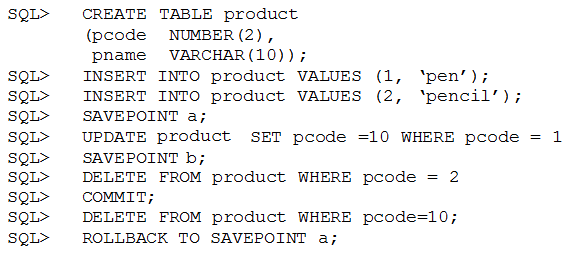 SQL> CREATE TABLE product
(pcode NUMBER(2),
pname VARCHAR(10));
SQL> INSERT INTO product VALUES (1, ‘pen’);
SQL> INSERT INTO product VALUES (2, ‘pencil’);
SQL> SAVEPOINT a;
SQL> UPDATE product SET pcode =10 WHERE pcode = 1
SQL> SAVEPOINT b;
SQL> DELETE FROM product WHERE pcode = 2
SQL> COMMIT;
SQL> DELETE FROM product WHERE pcode=10;
SQL> ROLLBACK TO SAVEPOINT a;